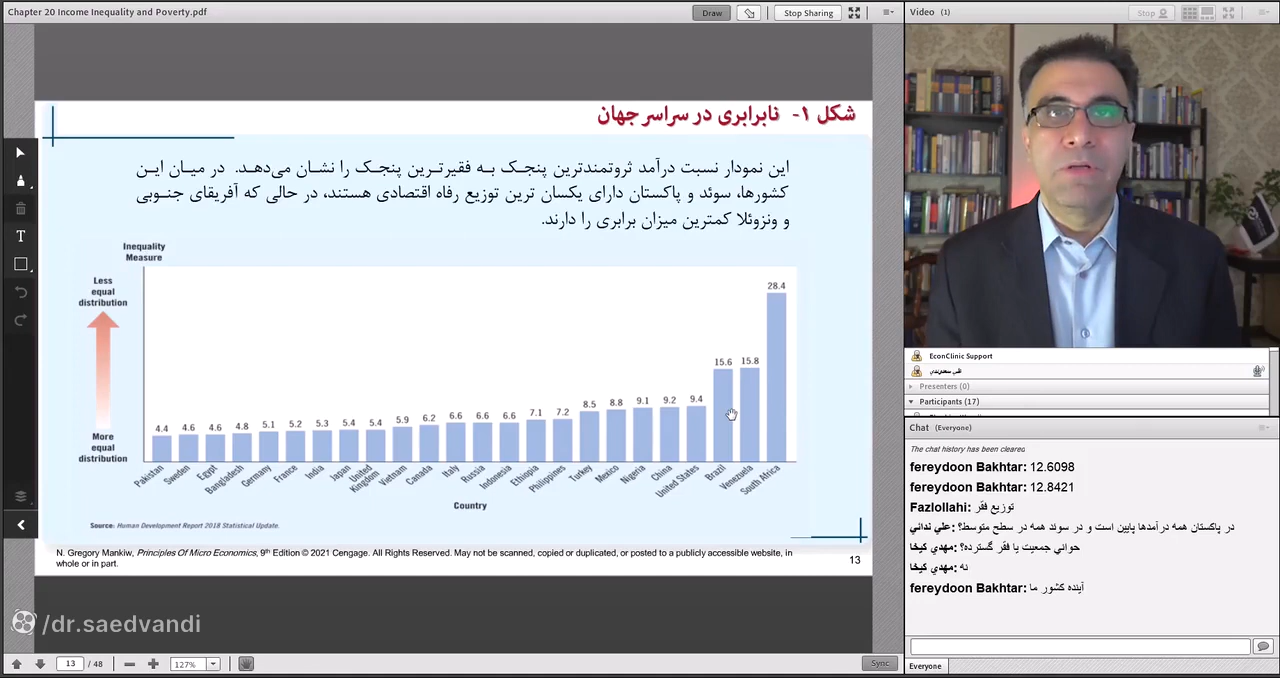 Chapter 20 Income Inequality and Poverty.pdf
Draw
Stop Sharing
شکل ۱- نابرابری در سراسر جهان
این نمودار نسبت درآمد ثروتمندترین پنجک به فقیرترین پنجک را نشان می‌دهد. در میان این
کشورها، سوئد و پاکستان دارای یکسان ترین توزیع رفاه اقتصادی هستند، در حالی که آفریقای جنوبی
و ونزوئلا کمترین میزان برابری را دارند.
Inequality
Measure
Less
equal
distribution
More
equal
distribution
4.4 4.6 4.6 4.8 5.1 5.2 5.3 5.4 5.4 5.9 6.2 6.6 6.6 6.6 7.1 7.2 8.5 8.8 9.1 9.2 9.4 15.6 15.8 28.4
Pakistan Sweden Egypt Bangladesh Germany France India Japan United Kingdom Vietnam Canada Italy Russia Indonesia Ethiopia Philippines Turkey Mexico Nigeria China United States Brazil Venezuela South Africa
Country
Source: Human Development Report 2018 Statistical Update.
N. Gregory Mankiw, Principles Of Micro Economics, 9th Edition © 2021 Cengage. All Rights Reserved. May not be scanned, copied or duplicated, or posted to a publicly accessible website, in
whole or in part.
13
/dr.saedvandi
13 / 48
127%
Sync
Video (1)
Stop
EconClinic Support
Presenters (0)
Participants (17)
Chat (Everyone)
The chat history has been cleared
fereydoon Bakhtar: 12.6098
fereydoon Bakhtar: 12.8421
Fazlollahi: توزیع فقر
علي ندائي: در پاکستان همه درآمدها پایین است و در سوئد همه در سطح متوسط؟
مهدي کیخا: جوانی جمعیت یا فقر گسترده؟
مهدي کیخا: نه
fereydoon Bakhtar: آینده کشور ما
Everyone